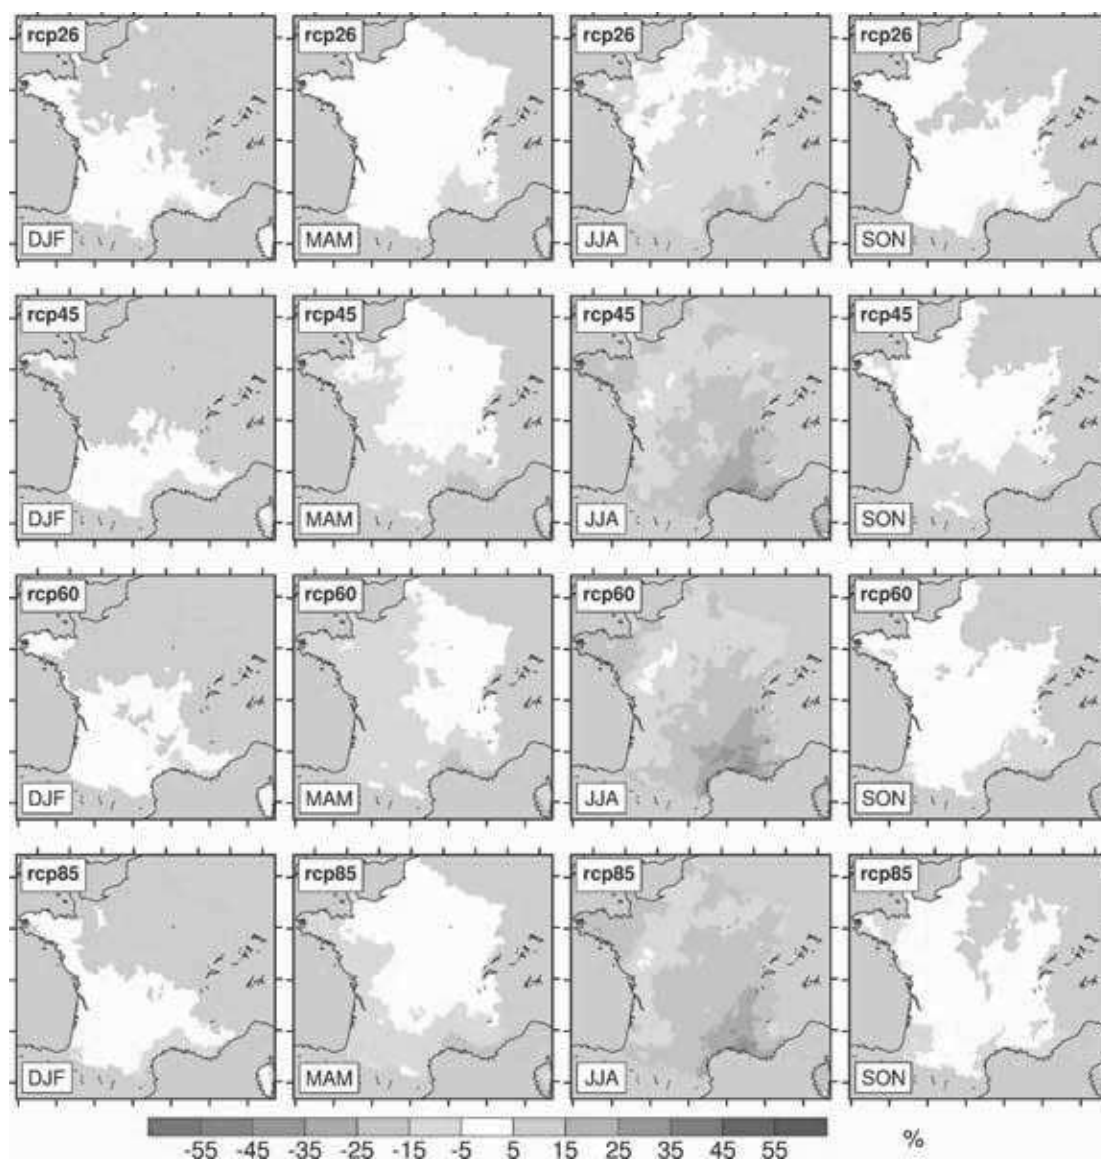 rcp26 rcp26 rcp26 rcp26
DJF MAM JJA SON
rcp45 rcp45 rcp45 rcp45
DJF MAM JJA SON
rcp60 rcp60 rcp60 rcp60
DJF MAM JJA SON
rcp85 rcp85 rcp85 rcp85
DJF MAM JJA SON
-55 -45 -35 -15 -5 5 15 25 35 45 55 %